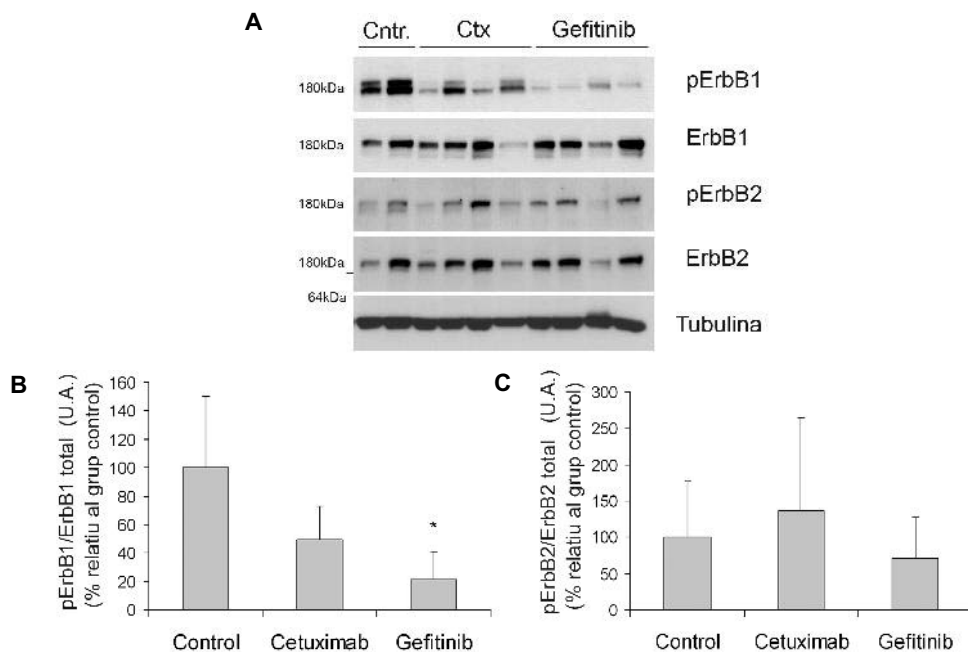 A
Cntr. Ctx Gefitinib
180kDa pErbB1
180kDa ErbB1
180kDa pErbB2
180kDa ErbB2
64kDa
Tubulina
B
pErbB1/ErbB1 total (U.A.)
(% relatiu al grup control)
160
140
120
100
80
60
40
20
0
*
Control Cetuximab Gefitinib
C
pErbB2/ErbB2 total (U.A.)
(% relatiu al grup control)
300
250
200
150
100
50
0
Control Cetuximab Gefitinib